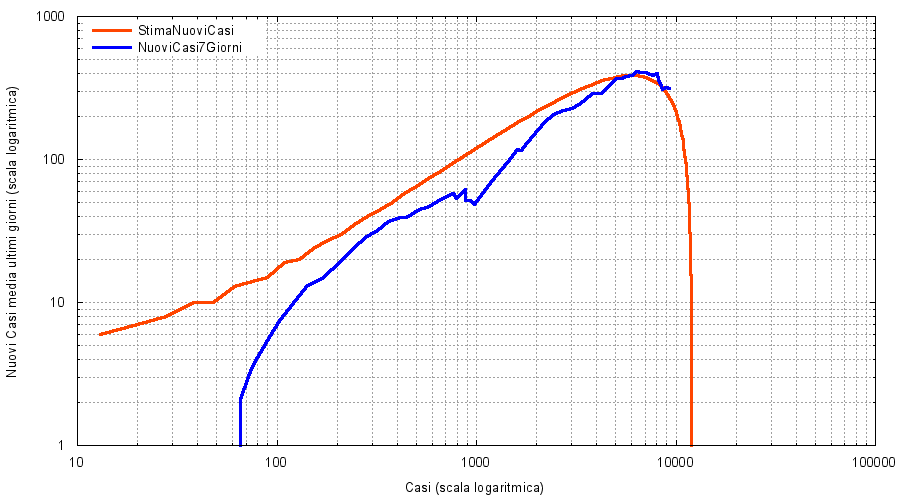 1000
StimaNuoviCasi
NuoviCasi7Giorni
100
10
1
Nuovi Casi media ultimi giorni (scala logaritmica)
10 100 1000 10000 100000
Casi (scala logaritmica)